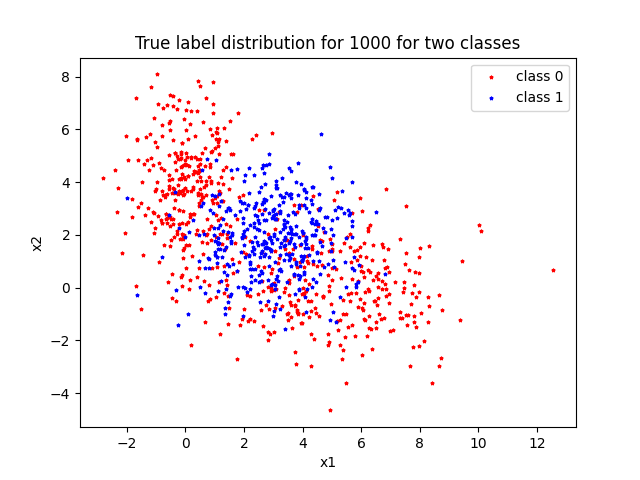 True label distribution for 1000 for two classes
class 0
class 1
8
6
4
2
0
−2
−4
x2
−2 0 2 4 6 8 10 12
x1